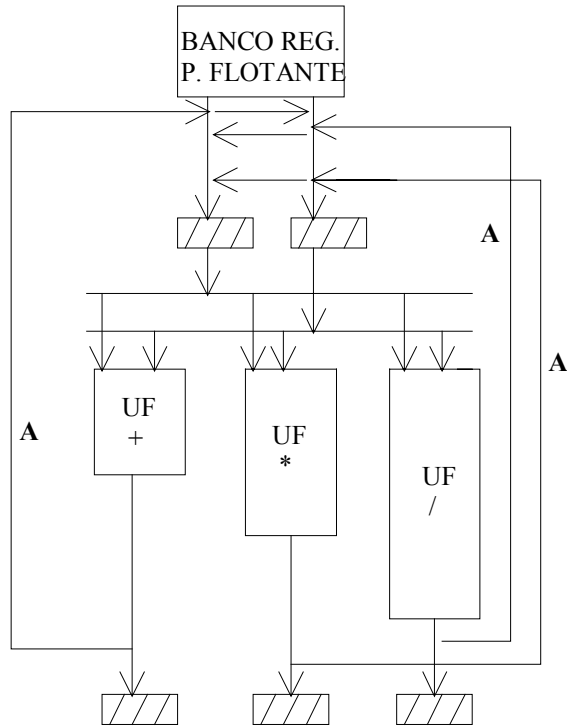 BANCO REG.
P. FLOTANTE
A
A
A
UF
+
UF
*
UF
/